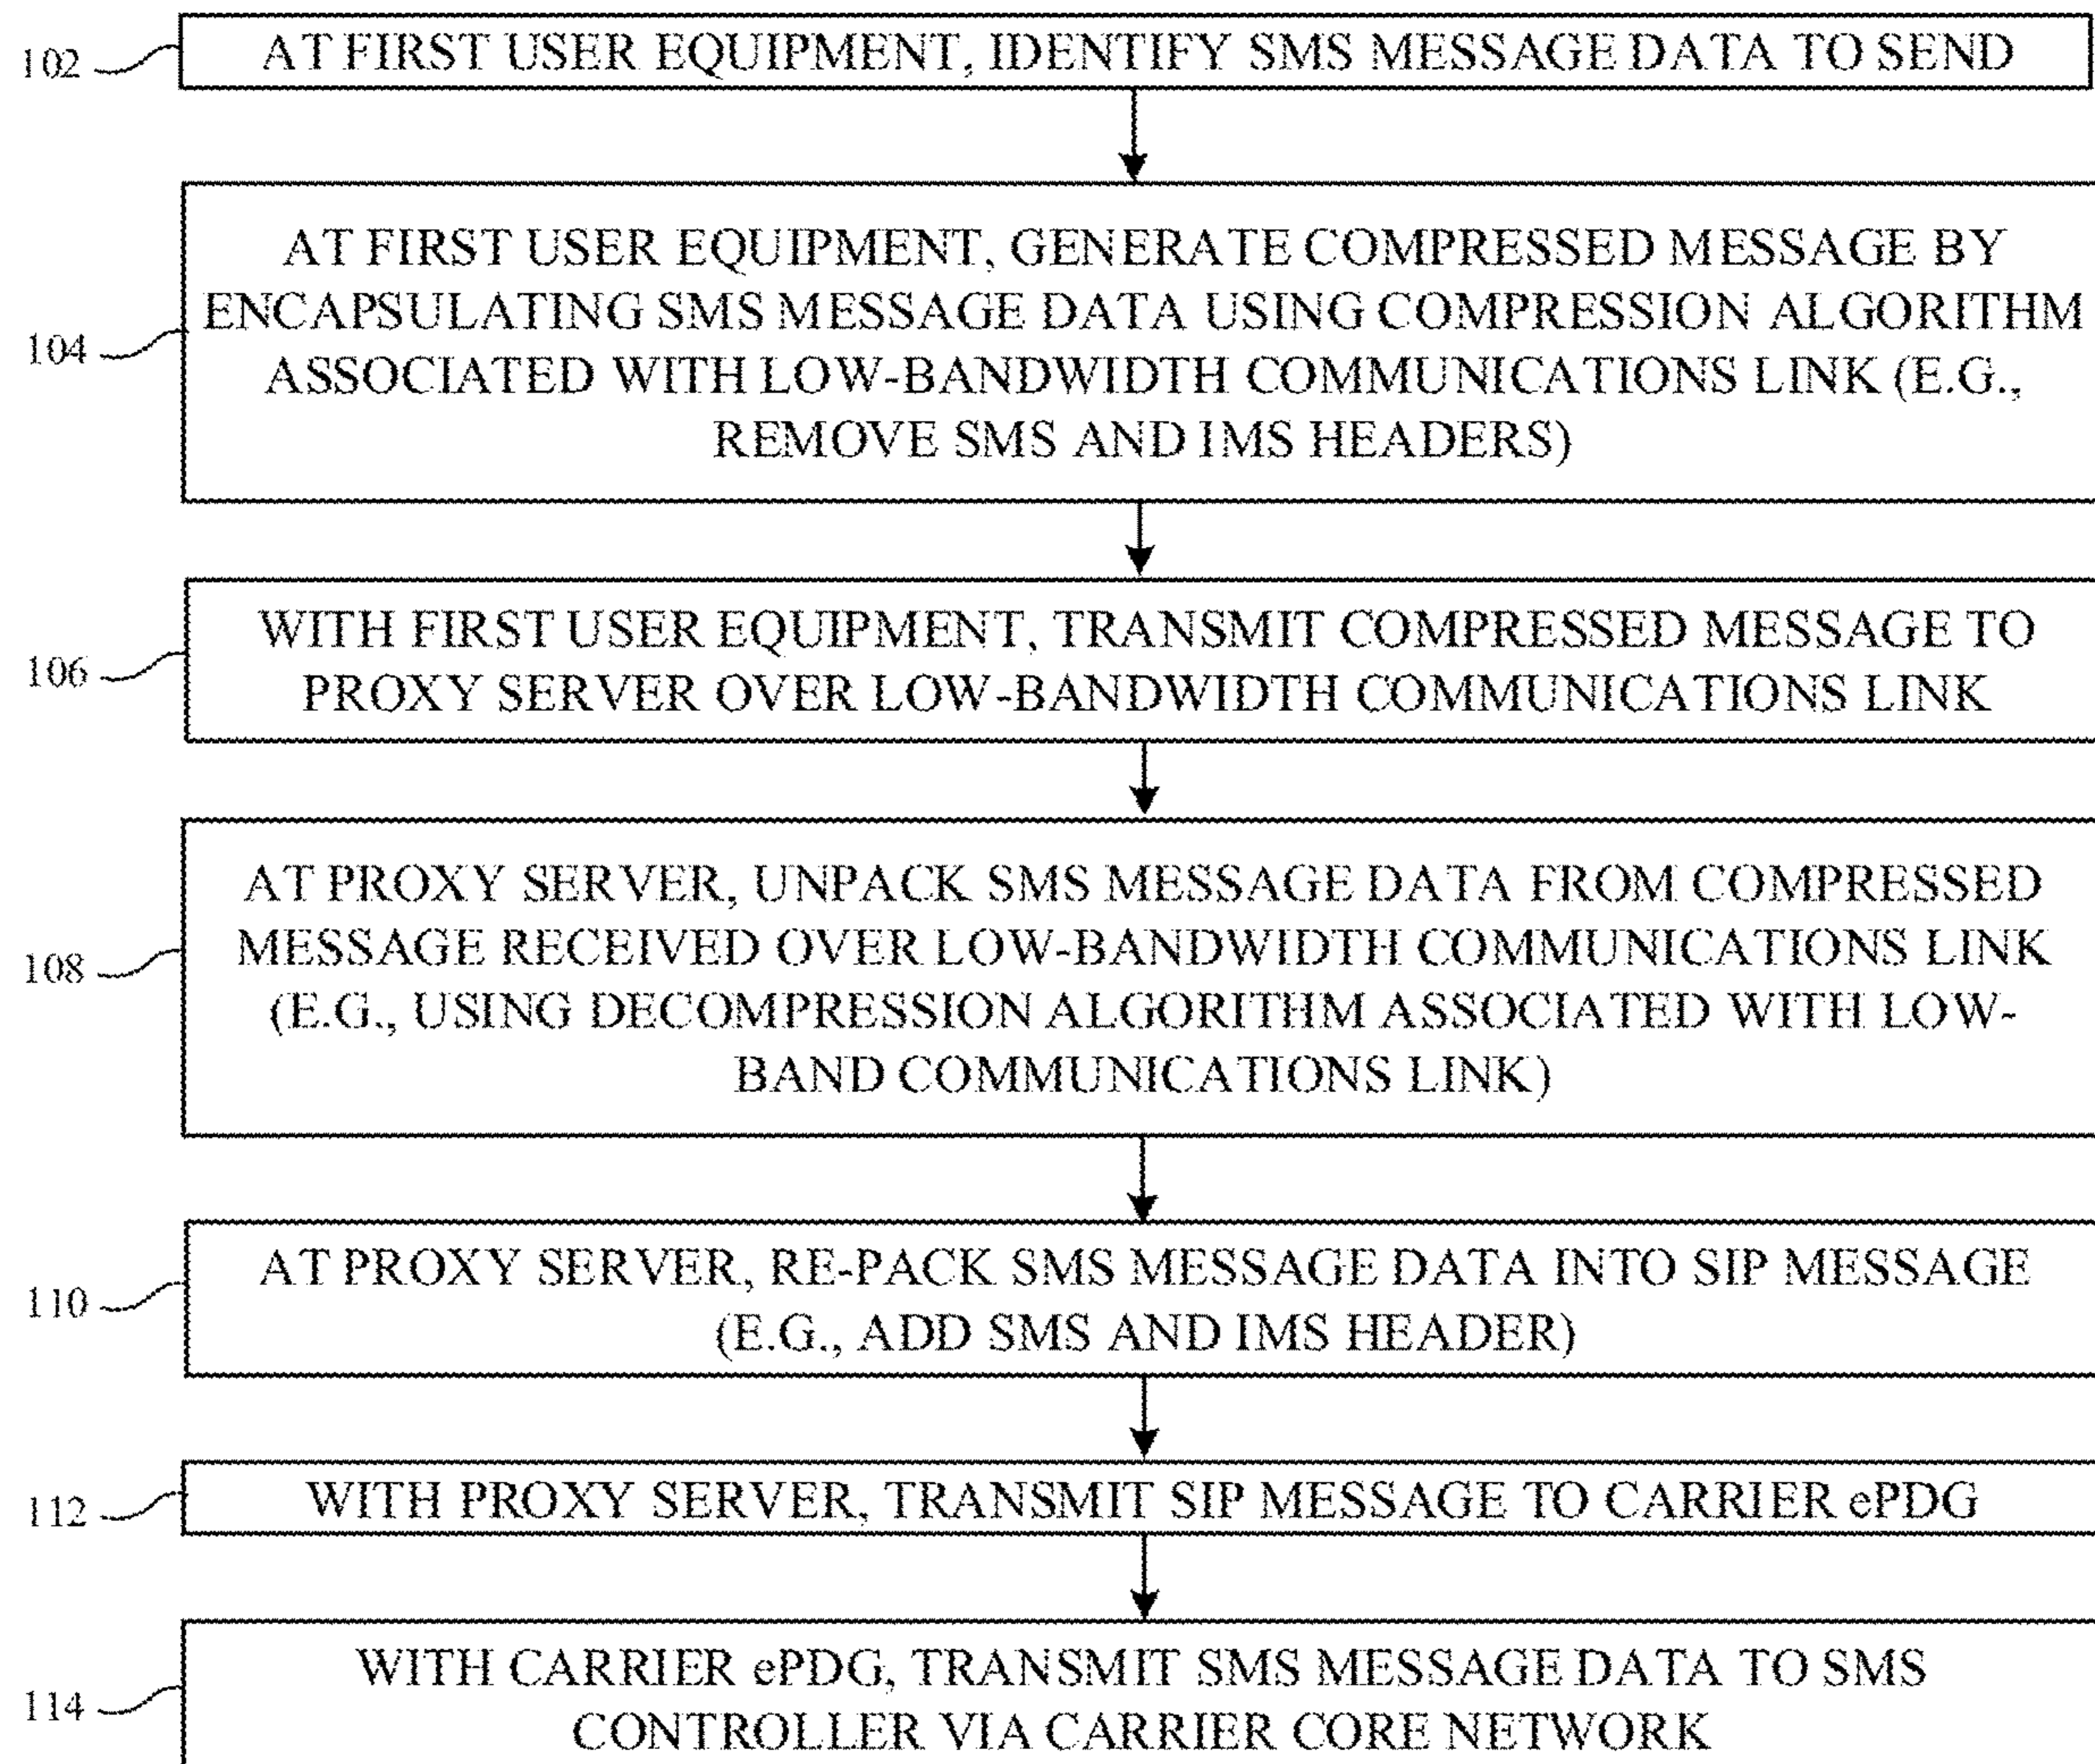 102
AT FIRST USER EQUIPMENT, IDENTIFY SMS MESSAGE DATA TO SEND
104
AT FIRST USER EQUIPMENT, GENERATE COMPRESSED MESSAGE BY
ENCAPSULATING SMS MESSAGE DATA USING COMPRESSION ALGORITHM
ASSOCIATED WITH LOW-BANDWIDTH COMMUNICATIONS LINK (E.G.,
REMOVE SMS AND IMS HEADERS)
106
WITH FIRST USER EQUIPMENT, TRANSMIT COMPRESSED MESSAGE TO
PROXY SERVER OVER LOW-BANDWIDTH COMMUNICATIONS LINK
108
AT PROXY SERVER, UNPACK SMS MESSAGE DATA FROM COMPRESSED
MESSAGE RECEIVED OVER LOW-BANDWIDTH COMMUNICATIONS LINK
(E.G., USING DECOMPRESSION ALGORITHM ASSOCIATED WITH LOW-
BAND COMMUNICATIONS LINK)
110
AT PROXY SERVER, RE-PACK SMS MESSAGE DATA INTO SIP MESSAGE
(E.G., ADD SMS AND IMS HEADER)
112
WITH PROXY SERVER, TRANSMIT SIP MESSAGE TO CARRIER ePDG
114
WITH CARRIER ePDG, TRANSMIT SMS MESSAGE DATA TO SMS
CONTROLLER VIA CARRIER CORE NETWORK